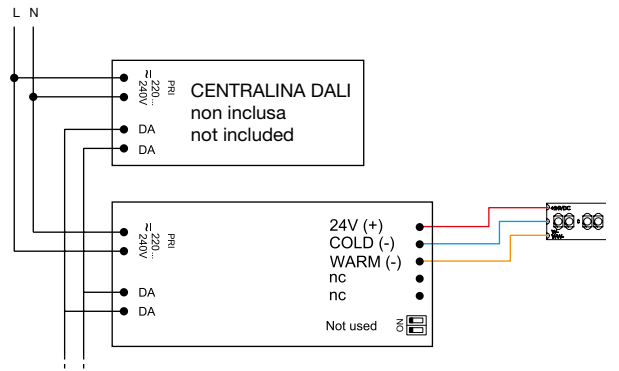 L N
≂ 220...
240V
PRI
CENTRALINA DALI
non inclusa
not included
DA
DA
≂ 220...
240V
PRI
24V (+)
COLD (-)
WARM (-)
nc
nc
DA
DA
Not used
ON